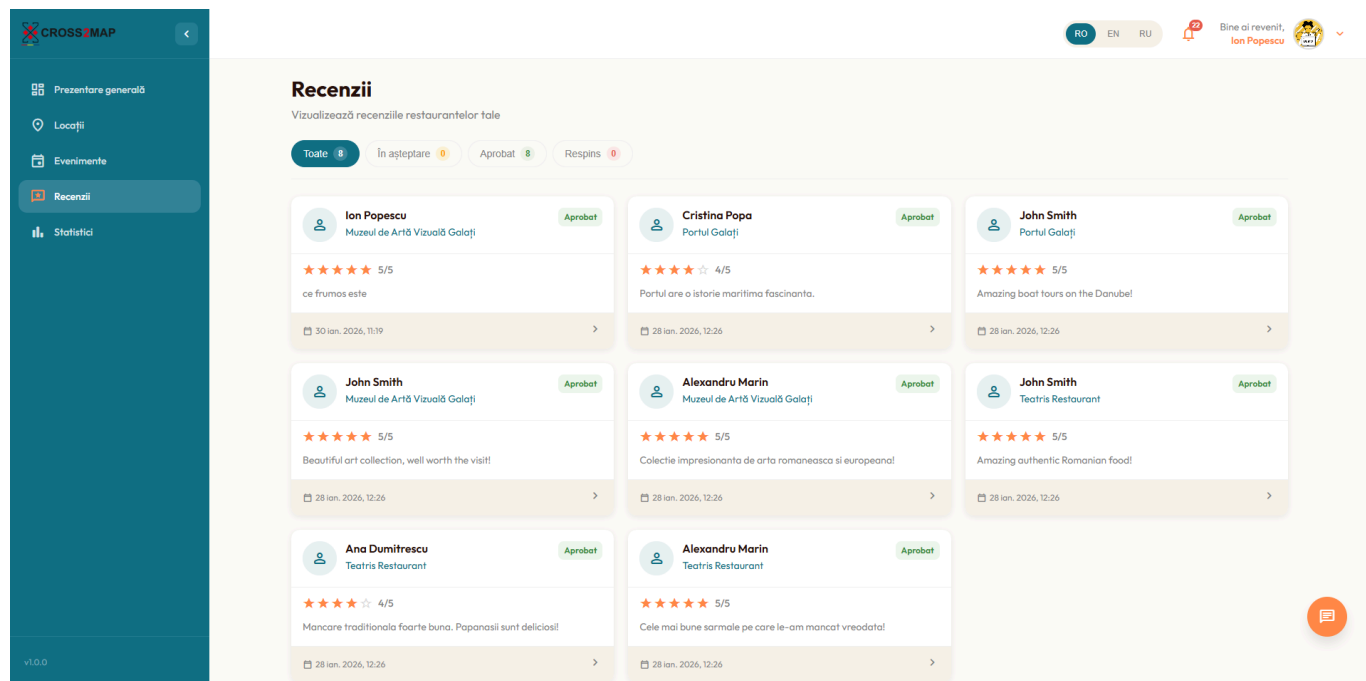 CROSS2MAP
RO EN RU
22
Bine ai revenit,
Ion Popescu
Prezentare generală
Locații
Evenimente
Recenzii
Statistici
v1.0.0
Recenzii
Vizualizează recenziile restaurantelor tale
Toate 8 În așteptare 0 Aprobat 8 Respins 0
Ion Popescu
Aprobat
Muzeul de Artă Vizuală Galați
5/5
ce frumos este
30 ian. 2026, 11:19
Cristina Popa
Aprobat
Portul Galați
4/5
Portul are o istorie maritima fascinanta.
28 ian. 2026, 12:26
John Smith
Aprobat
Portul Galați
5/5
Amazing boat tours on the Danube!
28 ian. 2026, 12:26
John Smith
Aprobat
Muzeul de Artă Vizuală Galați
5/5
Beautiful art collection, well worth the visit!
28 ian. 2026, 12:26
Alexandru Marin
Aprobat
Muzeul de Artă Vizuală Galați
5/5
Colectie impresionanta de arta romaneasca si europeana!
28 ian. 2026, 12:26
John Smith
Aprobat
Teatris Restaurant
5/5
Amazing authentic Romanian food!
28 ian. 2026, 12:26
Ana Dumitrescu
Aprobat
Teatris Restaurant
4/5
Mancare traditionala foarte buna. Papanasii sunt deliciosi!
28 ian. 2026, 12:26
Alexandru Marin
Aprobat
Teatris Restaurant
5/5
Cele mai bune sarmale pe care le-am mancat vreodata!
28 ian. 2026, 12:26